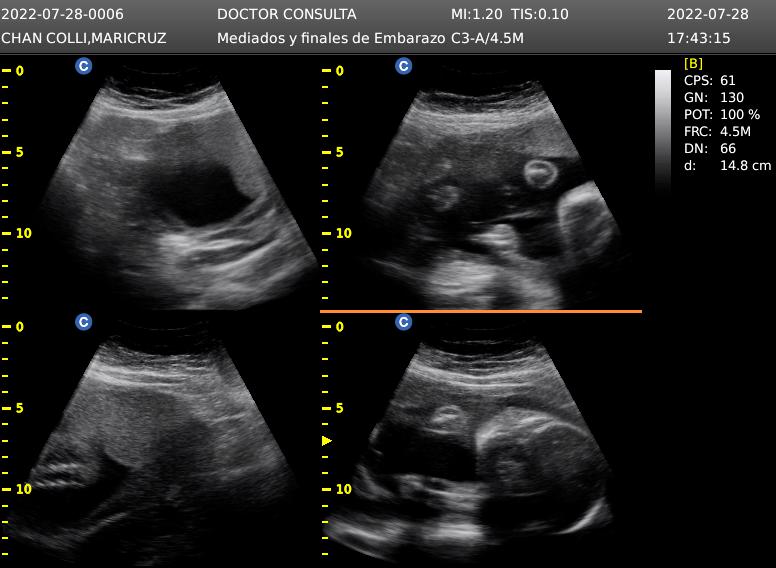 2022-07-28-0006 DOCTOR CONSULTA MI:1.20 TIS:0.10 2022-07-28
CHAN COLLI,MARICRUZ Mediados y finales de Embarazo C3-A/4.5M 17:43:15
C
C
[B]
CPS: 61
GN: 130
POT: 100 %
FRC: 4.5M
DN: 66
d: 14.8 cm
0
5
10
0
5
10
C
C
0
5
10
0
5
10